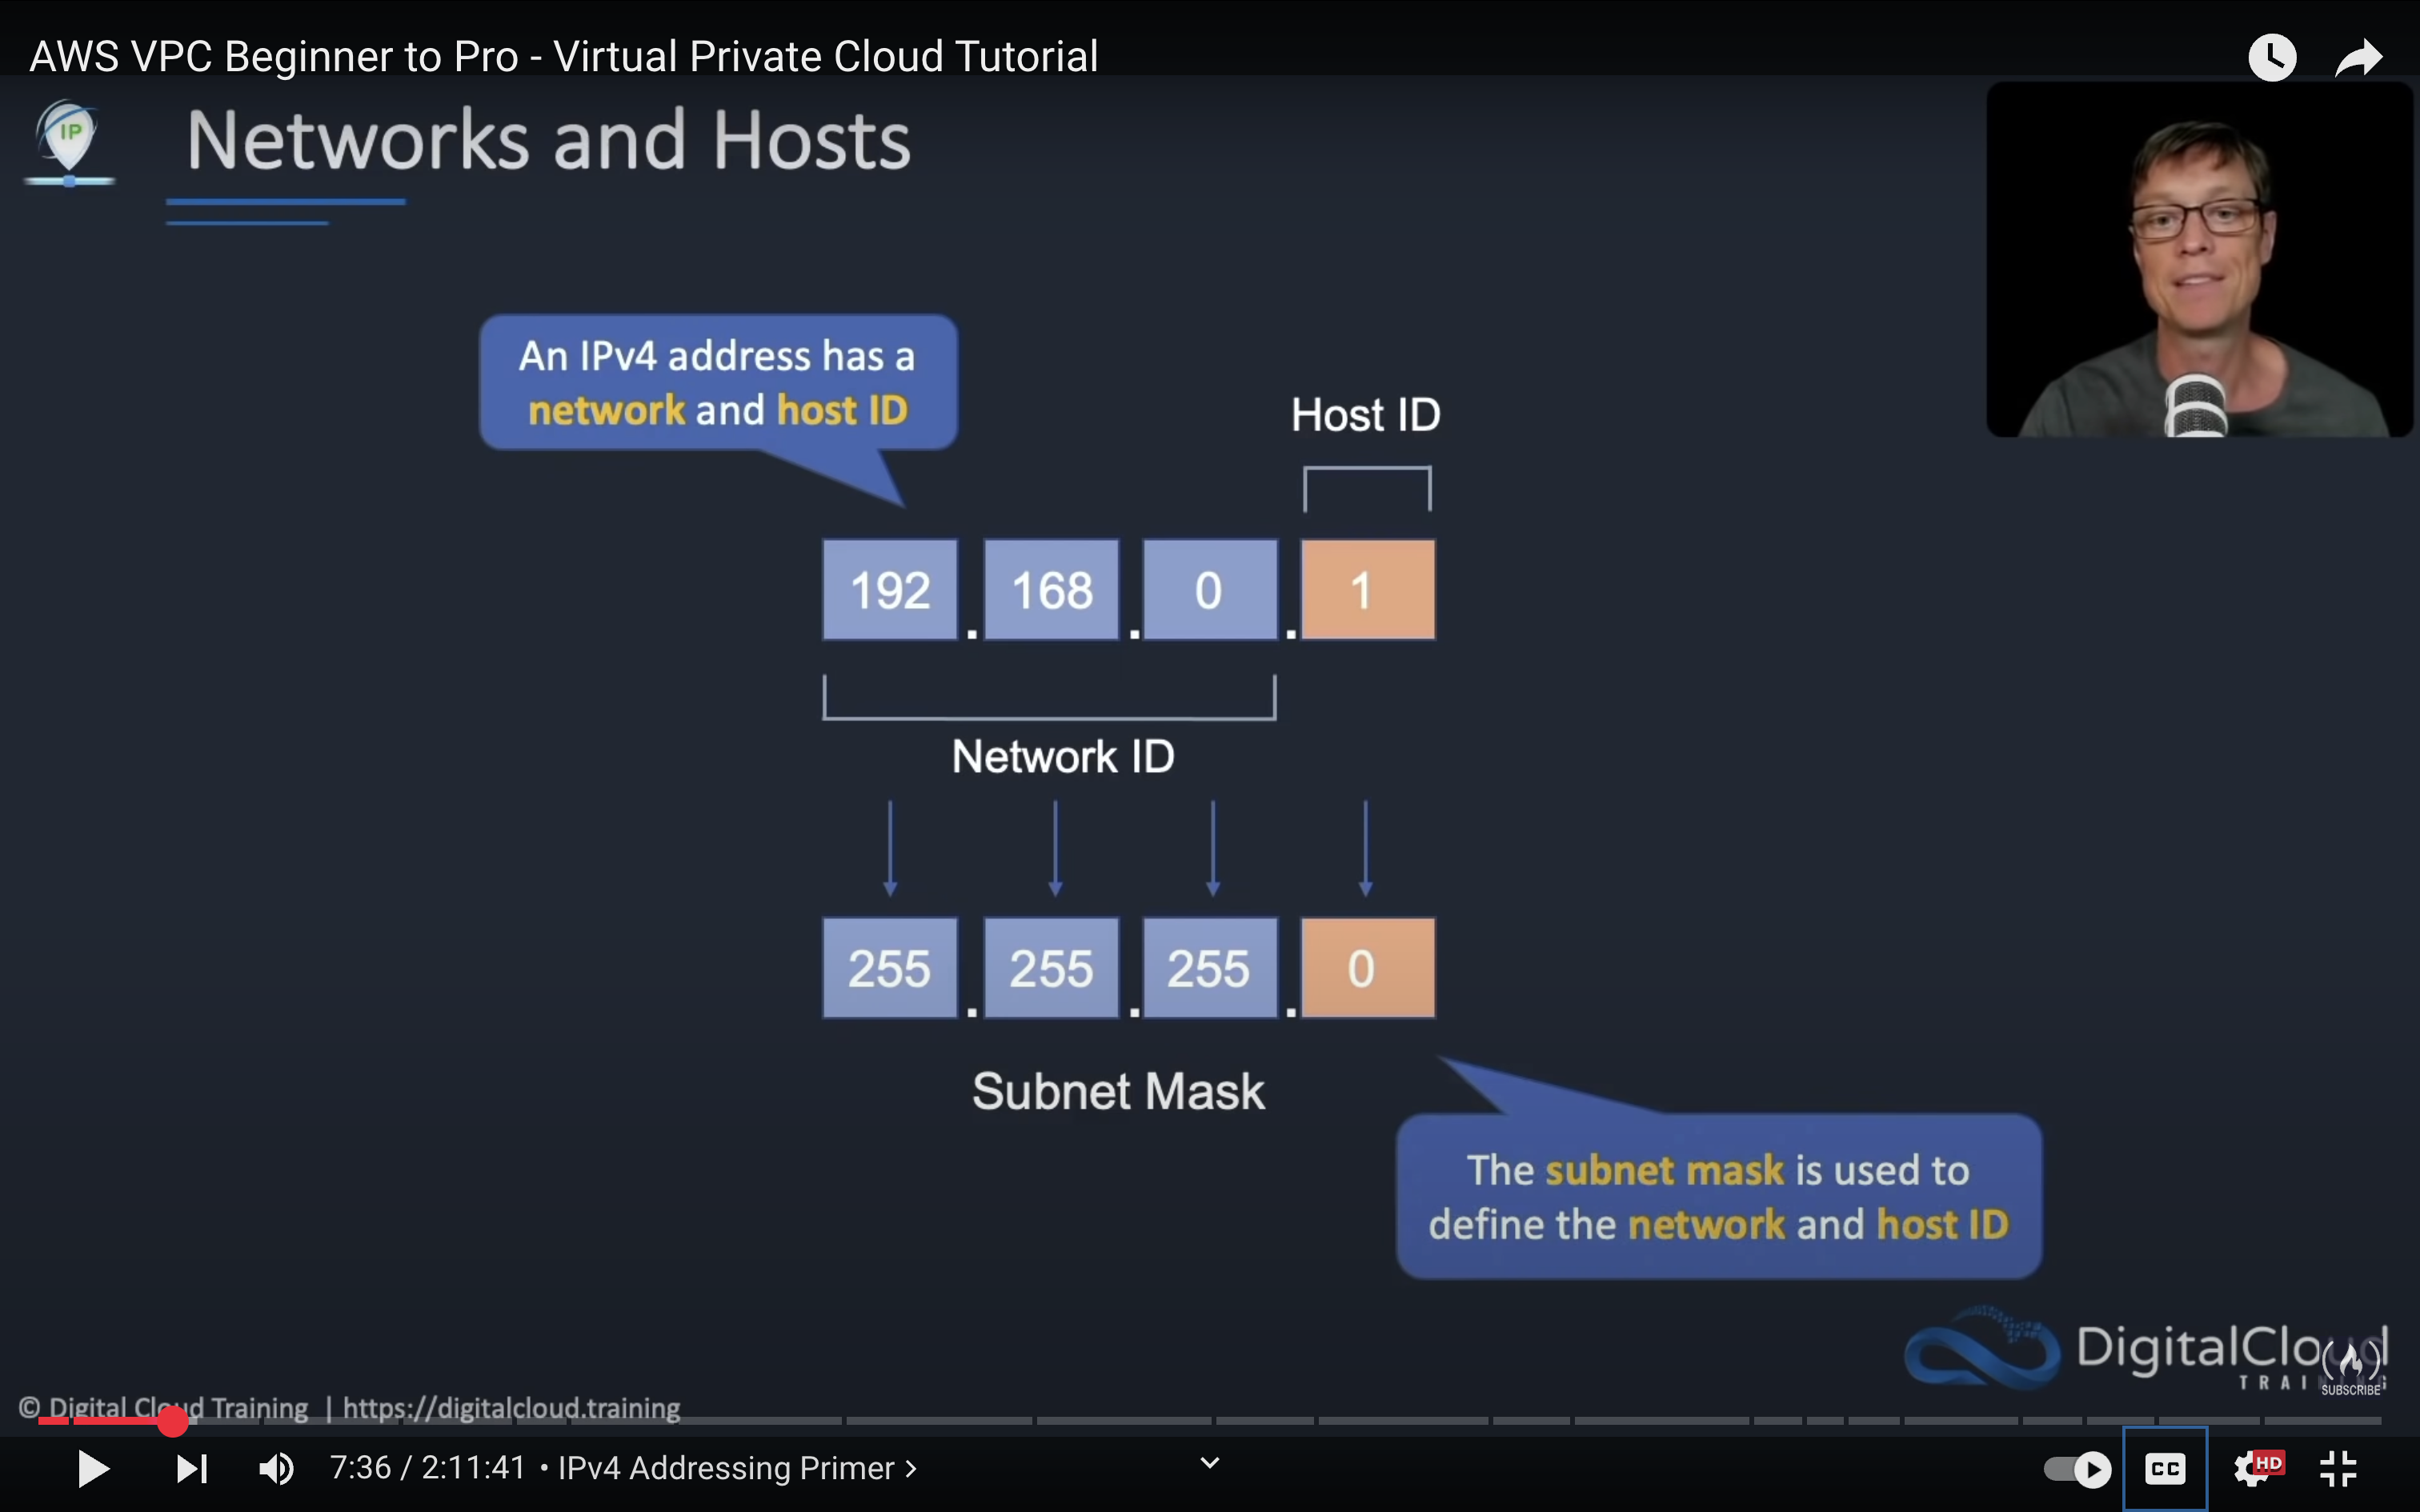 AWS VPC Beginner to Pro - Virtual Private Cloud Tutorial
IP
Networks and Hosts
An IPv4 address has a
network and host ID
Host ID
192 . 168 . 0 . 1
Network ID
255 . 255 . 255 . 0
Subnet Mask
The subnet mask is used to
define the network and host ID
DigitalCloud
TRAINING
SUBSCRIBE
© Digital Cloud Training | https://digitalcloud.training
7:36 / 2:11:41 • IPv4 Addressing Primer >
CC
HD